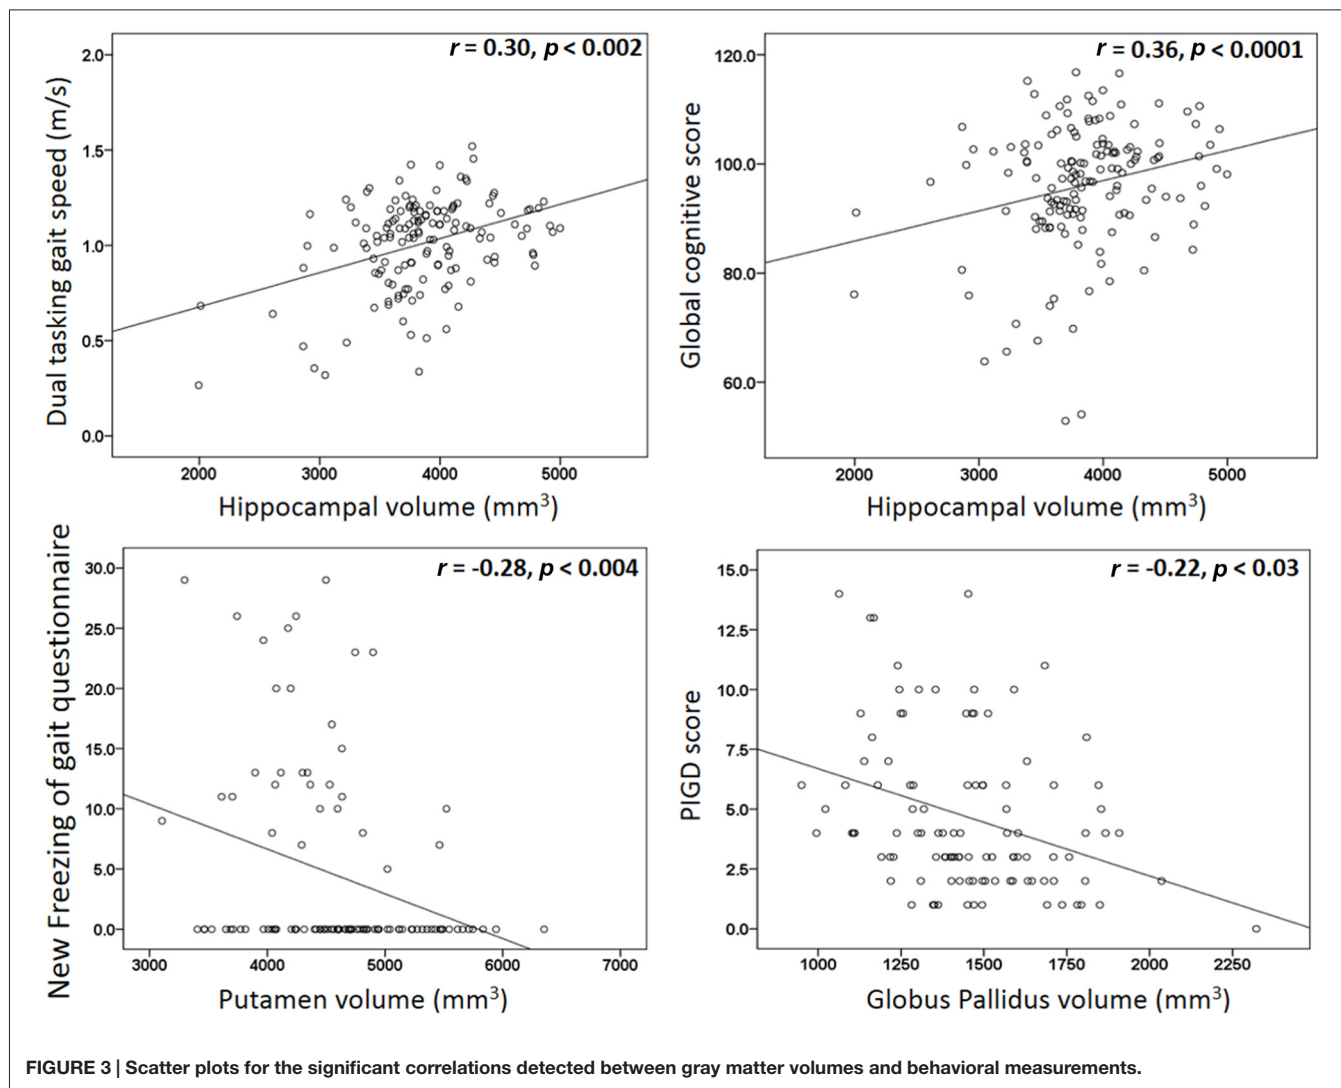 r = 0.30, p < 0.002
Dual tasking gait speed (m/s)
2.0
1.5
1.0
0.5
0.0
2000 3000 4000 5000
Hippocampal volume (mm³)
r = 0.36, p < 0.0001
Global cognitive score
120.0
100.0
80.0
60.0
2000 3000 4000 5000
Hippocampal volume (mm³)
r = -0.28, p < 0.004
New Freezing of gait questionnaire
30.0
25.0
20.0
15.0
10.0
5.0
0.0
3000 4000 5000 6000 7000
Putamen volume (mm³)
r = -0.22, p < 0.03
PIGD score
15.0
12.5
10.0
7.5
5.0
2.5
0.0
1000 1250 1500 1750 2000 2250
Globus Pallidus volume (mm³)
FIGURE 3 | Scatter plots for the significant correlations detected between gray matter volumes and behavioral measurements.